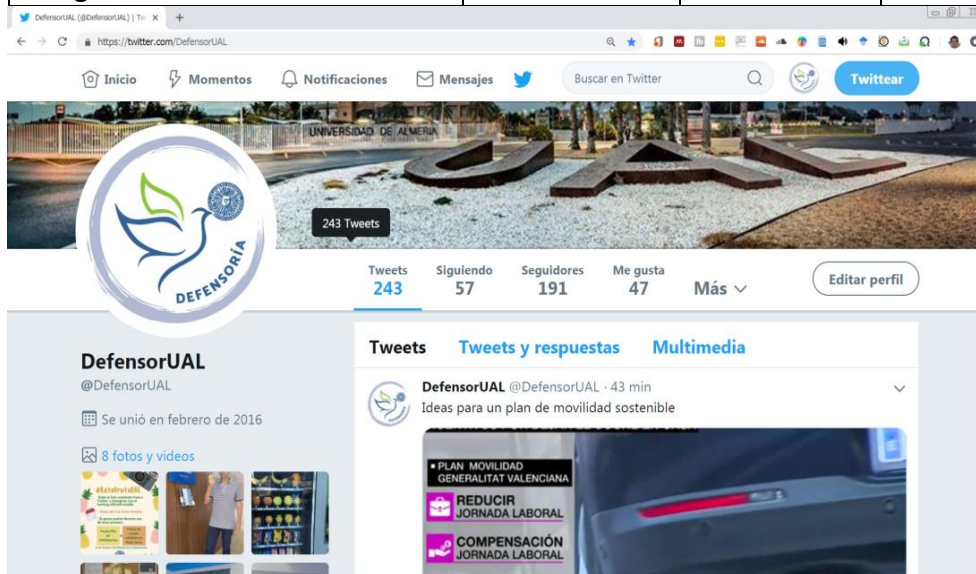 DefensorUAL (@DefensorUAL) | Tw
https://twitter.com/DefensorUAL
Inicio
Momentos
Notificaciones
Mensajes
Buscar en Twitter
Twittear
UNIVERSIDAD DE ALMERIA
UAL
DEFENSORÍA
243 Tweets
Tweets
243
Siguiendo
57
Seguidores
191
Me gusta
47
Más
Editar perfil
DefensorUAL
@DefensorUAL
Se unió en febrero de 2016
8 fotos y videos
Tweets
Tweets y respuestas
Multimedia
DefensorUAL @DefensorUAL · 43 min
Ideas para un plan de movilidad sostenible
▪ PLAN MOVILIDAD
GENERALITAT VALENCIANA
REDUCIR
JORNADA LABORAL
COMPENSACIÓN
JORNADA LABORAL